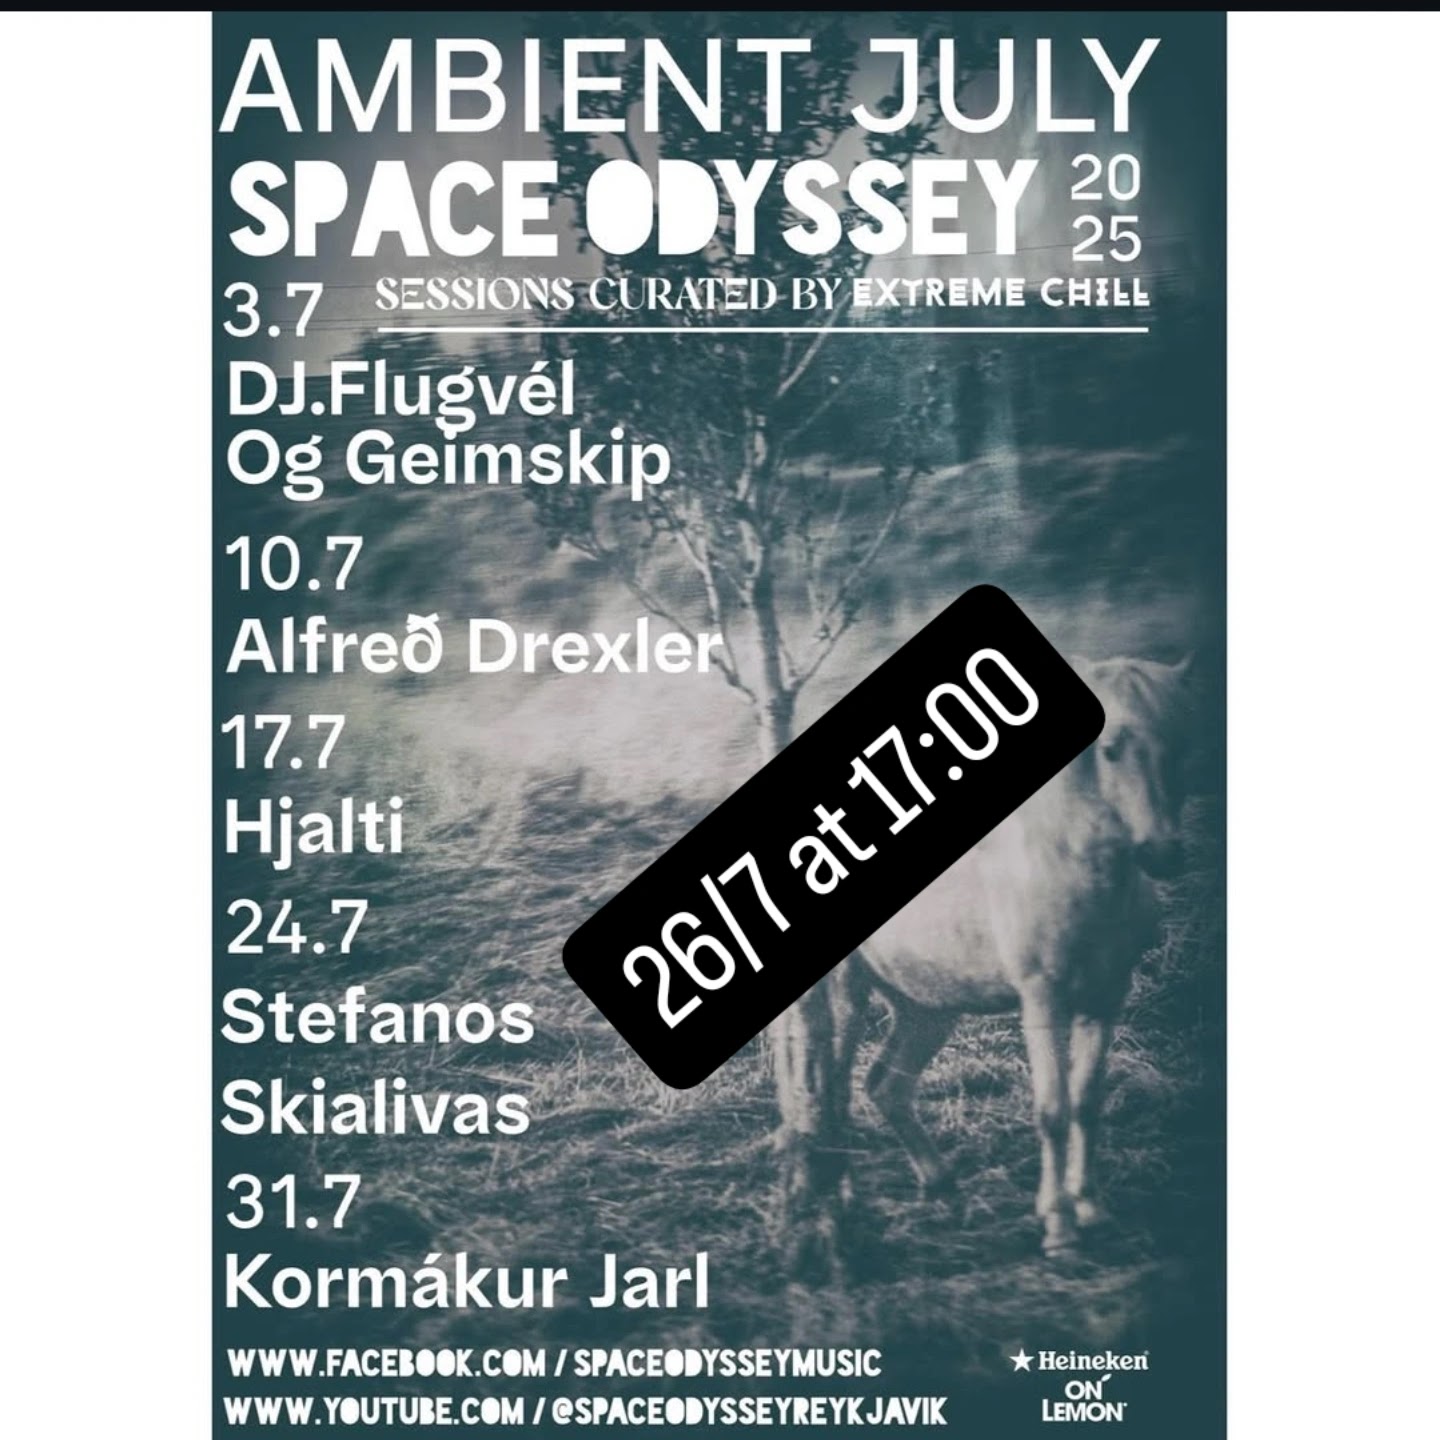 AMBIENT JULY
SPACE ODYSSEY 20
25
SESSIONS CURATED BY EXTREME CHILL
3.7
DJ.Flugvél
Og Geimskip
10.7
Alfreð Drexler
17.7
Hjalti
24.7
Stefanos
Skialivas
31.7
Kormákur Jarl
26/7 at 17:00
WWW.FACEBOOK.COM / SPACEODYSSEYMUSIC
WWW.YOUTUBE.COM / @SPACEODYSSEYREYKJAVIK
Heineken
ON
LEMON